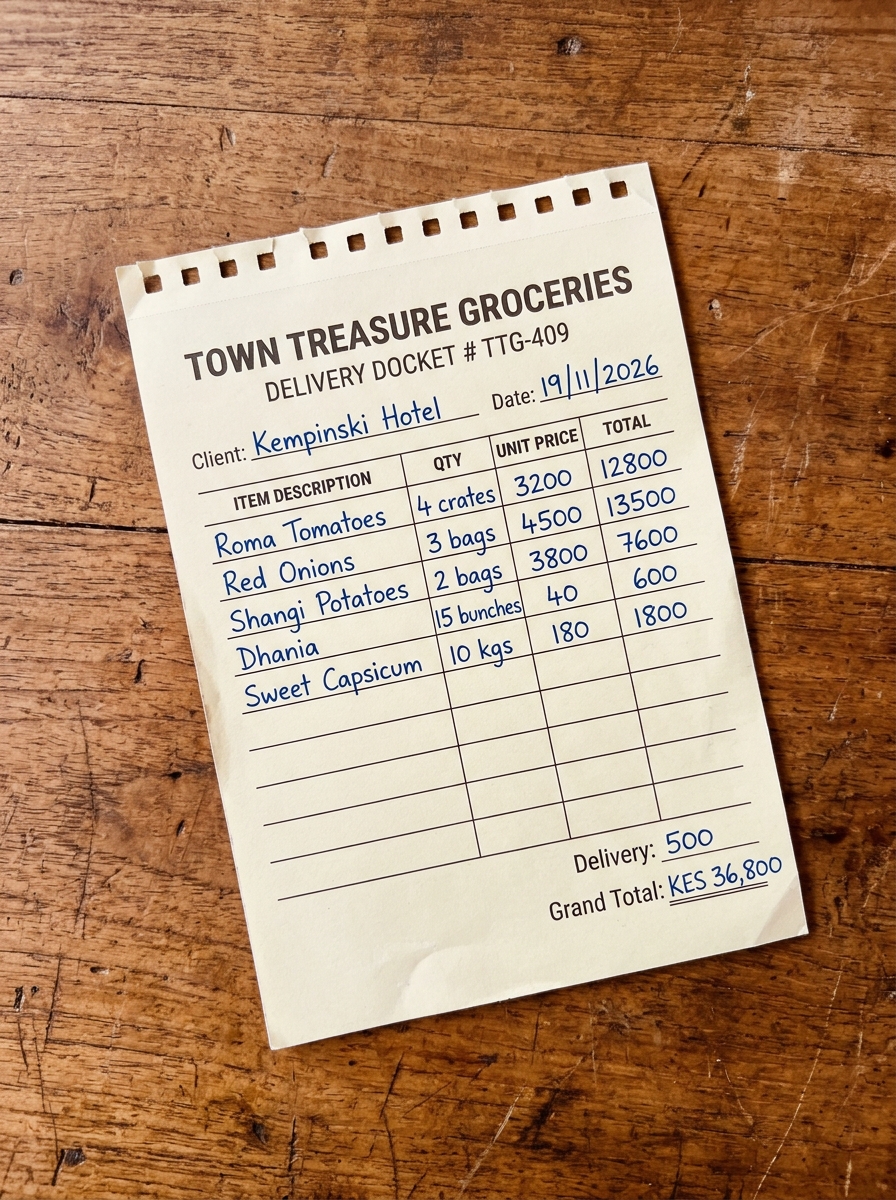 TOWN TREASURE GROCERIES
DELIVERY DOCKET # TTG-409
Client: Kempinski Hotel Date: 19/11/2026
ITEM DESCRIPTION QTY UNIT PRICE TOTAL
Roma Tomatoes 4 crates 3200 12800
Red Onions 3 bags 4500 13500
Shangi Potatoes 2 bags 3800 7600
Dhania 15 bunches 40 600
Sweet Capsicum 10 kgs 180 1800
Delivery: 500
Grand Total: KES 36,800